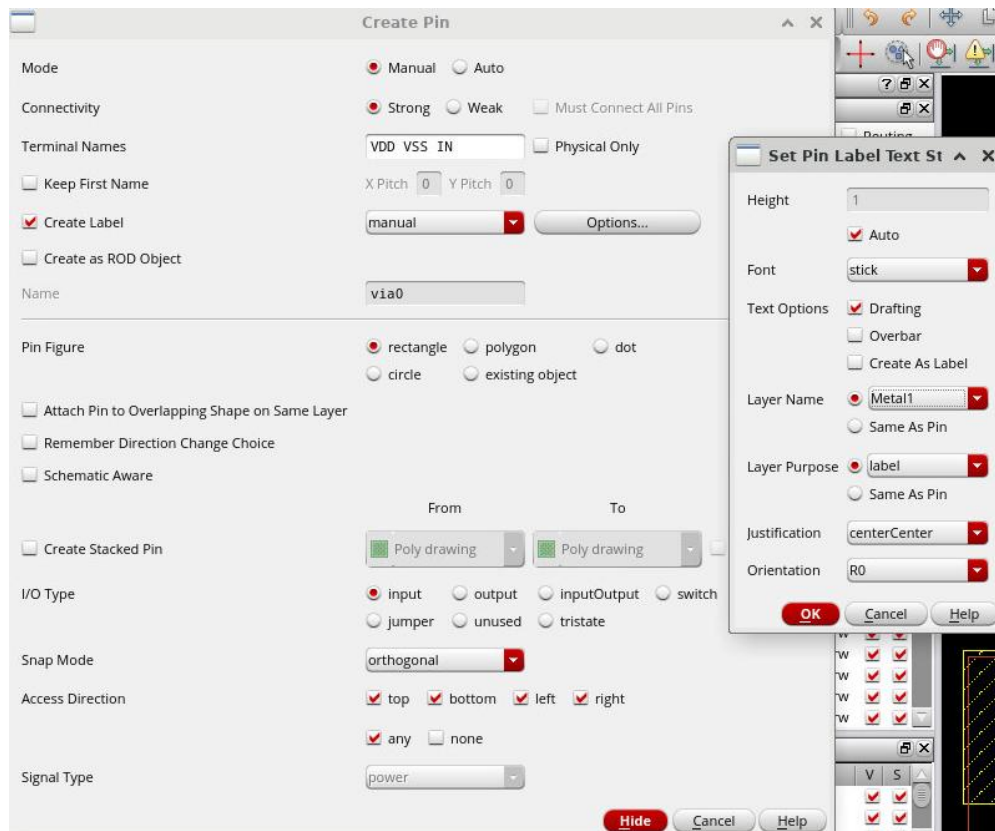 Create Pin
Mode
Manual Auto
Connectivity
Strong Weak Must Connect All Pins
Terminal Names
VDD VSS IN Physical Only
Keep First Name
X Pitch 0 Y Pitch 0
Create Label
manual Options...
Create as ROD Object
Name
via0
Pin Figure
rectangle polygon dot
circle existing object
Attach Pin to Overlapping Shape on Same Layer
Remember Direction Change Choice
Schematic Aware
From To
Create Stacked Pin
Poly drawing Poly drawing
I/O Type
input output inputOutput switch
jumper unused tristate
Snap Mode
orthogonal
Access Direction
top bottom left right
any none
Signal Type
power
Hide Cancel Help
Set Pin Label Text St
Height
1
Auto
Font
stick
Text Options
Drafting
Overbar
Create As Label
Layer Name
Metal1
Same As Pin
Layer Purpose
label
Same As Pin
Justification
centerCenter
Orientation
R0
OK Cancel Help
V S